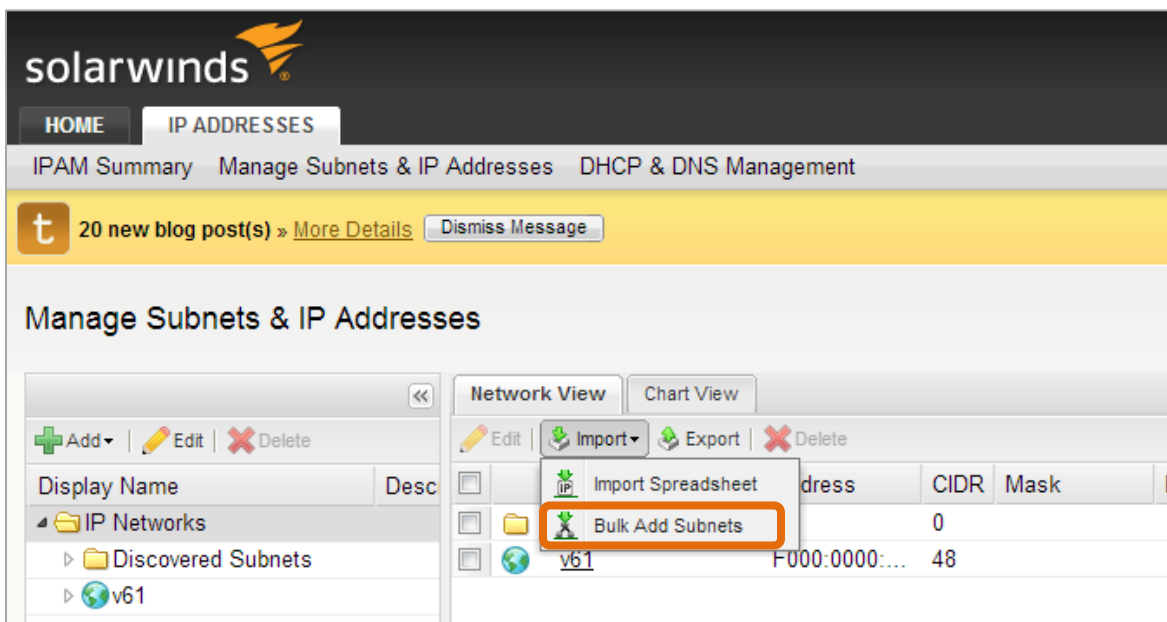 solarwinds
HOME IP ADDRESSES
IPAM Summary Manage Subnets & IP Addresses DHCP & DNS Management
t 20 new blog post(s) » More Details Dismiss Message
Manage Subnets & IP Addresses
Network View Chart View
Add Edit Delete Edit Import Export Delete
Display Name Desc dress CIDR Mask
IP Import Spreadsheet
IP Networks 0
Bulk Add Subnets
Discovered Subnets v61 F000:0000:... 48
v61